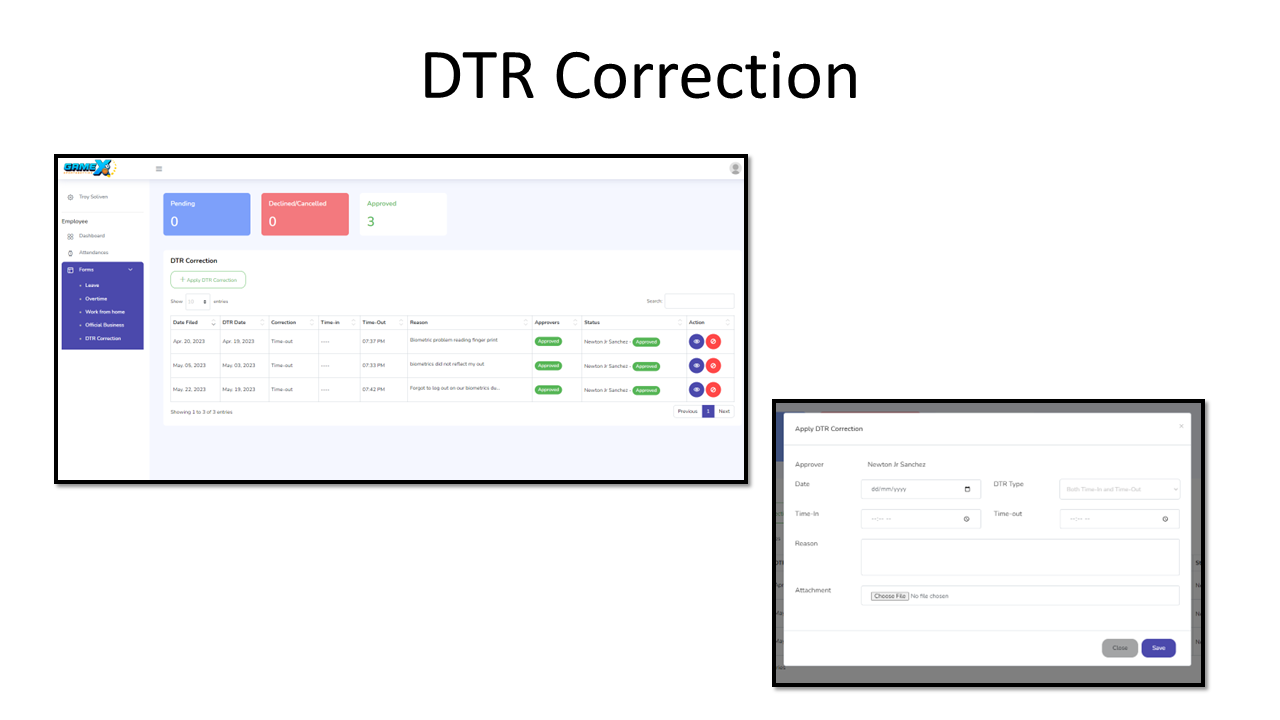 DTR Correction
GAMEX
Troy Soliven
Employee
Dashboard
Attendances
Forms
Leave
Overtime
Work from home
Official Business
DTR Correction
Pending
0
Declined/Cancelled
0
Approved
3
DTR Correction
+ Apply DTR Correction
Show 10 entries
Search:
Date Filed DTR Date Correction Time-in Time-Out Reason Approvers Status Action
Apr. 20, 2023 Apr. 19, 2023 Time-out ---- 07:37 PM Biometric problem reading finger print Approved Newton Jr Sanchez - Approved
May. 05, 2023 May. 03, 2023 Time-out ---- 07:33 PM biometrics did not reflect my out Approved Newton Jr Sanchez - Approved
May. 22, 2023 May. 19, 2023 Time-out ---- 07:42 PM Forgot to log out on our biometrics du... Approved Newton Jr Sanchez - Approved
Showing 1 to 3 of 3 entries
Previous 1 Next
Apply DTR Correction ×
Approver Newton Jr Sanchez
Date dd/mm/yyyy DTR Type Both Time-In and Time-Out
Time-In --:-- -- Time-out --:-- --
Reason
Attachment Choose File No file chosen
Close Save